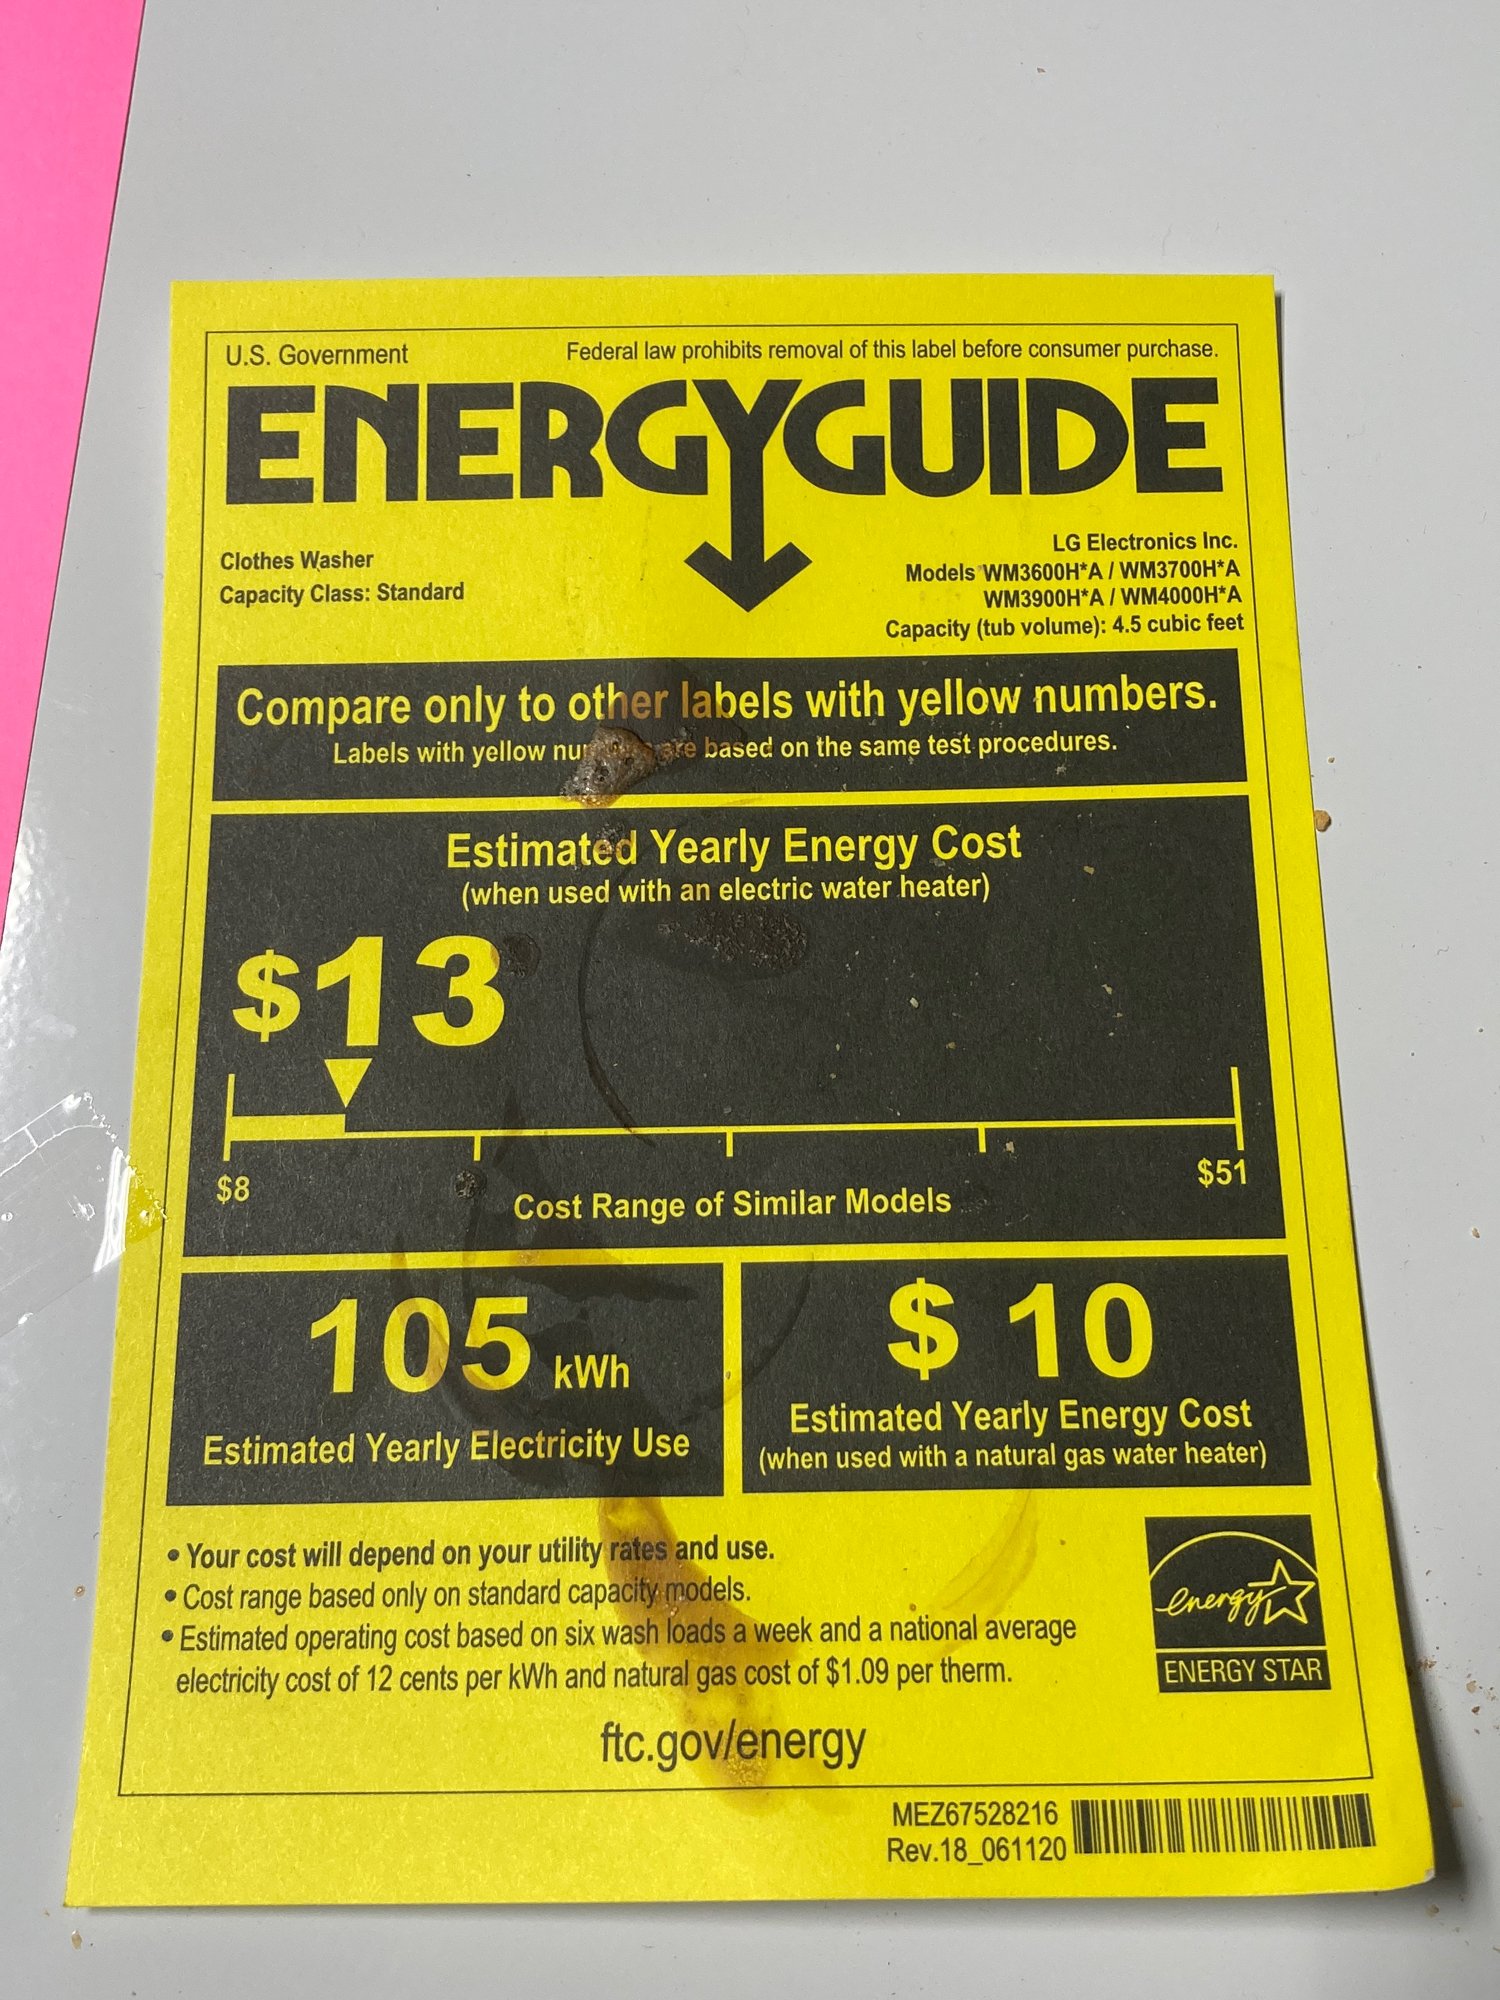 U.S. Government
Federal law prohibits removal of this label before consumer purchase.
ENERGYGUIDE
Clothes Washer
Capacity Class: Standard
LG Electronics Inc.
Models WM3600H*A / WM3700H*A
WM3900H*A / WM4000H*A
Capacity (tub volume): 4.5 cubic feet
Compare only to other labels with yellow numbers.
Labels with yellow are based on the same test procedures.
Estimated Yearly Energy Cost
(when used with an electric water heater)
$13
$8
$51
Cost Range of Similar Models
105 kWh
Estimated Yearly Electricity Use
$ 10
Estimated Yearly Energy Cost
(when used with a natural gas water heater)
• Your cost will depend on your utility rates and use.
• Cost range based only on standard capacity models.
• Estimated operating cost based on six wash loads a week and a national average
electricity cost of 12 cents per kWh and natural gas cost of $1.09 per therm.
energy
ENERGY STAR
ftc.gov/energy
MEZ67528216
Rev.18_061120